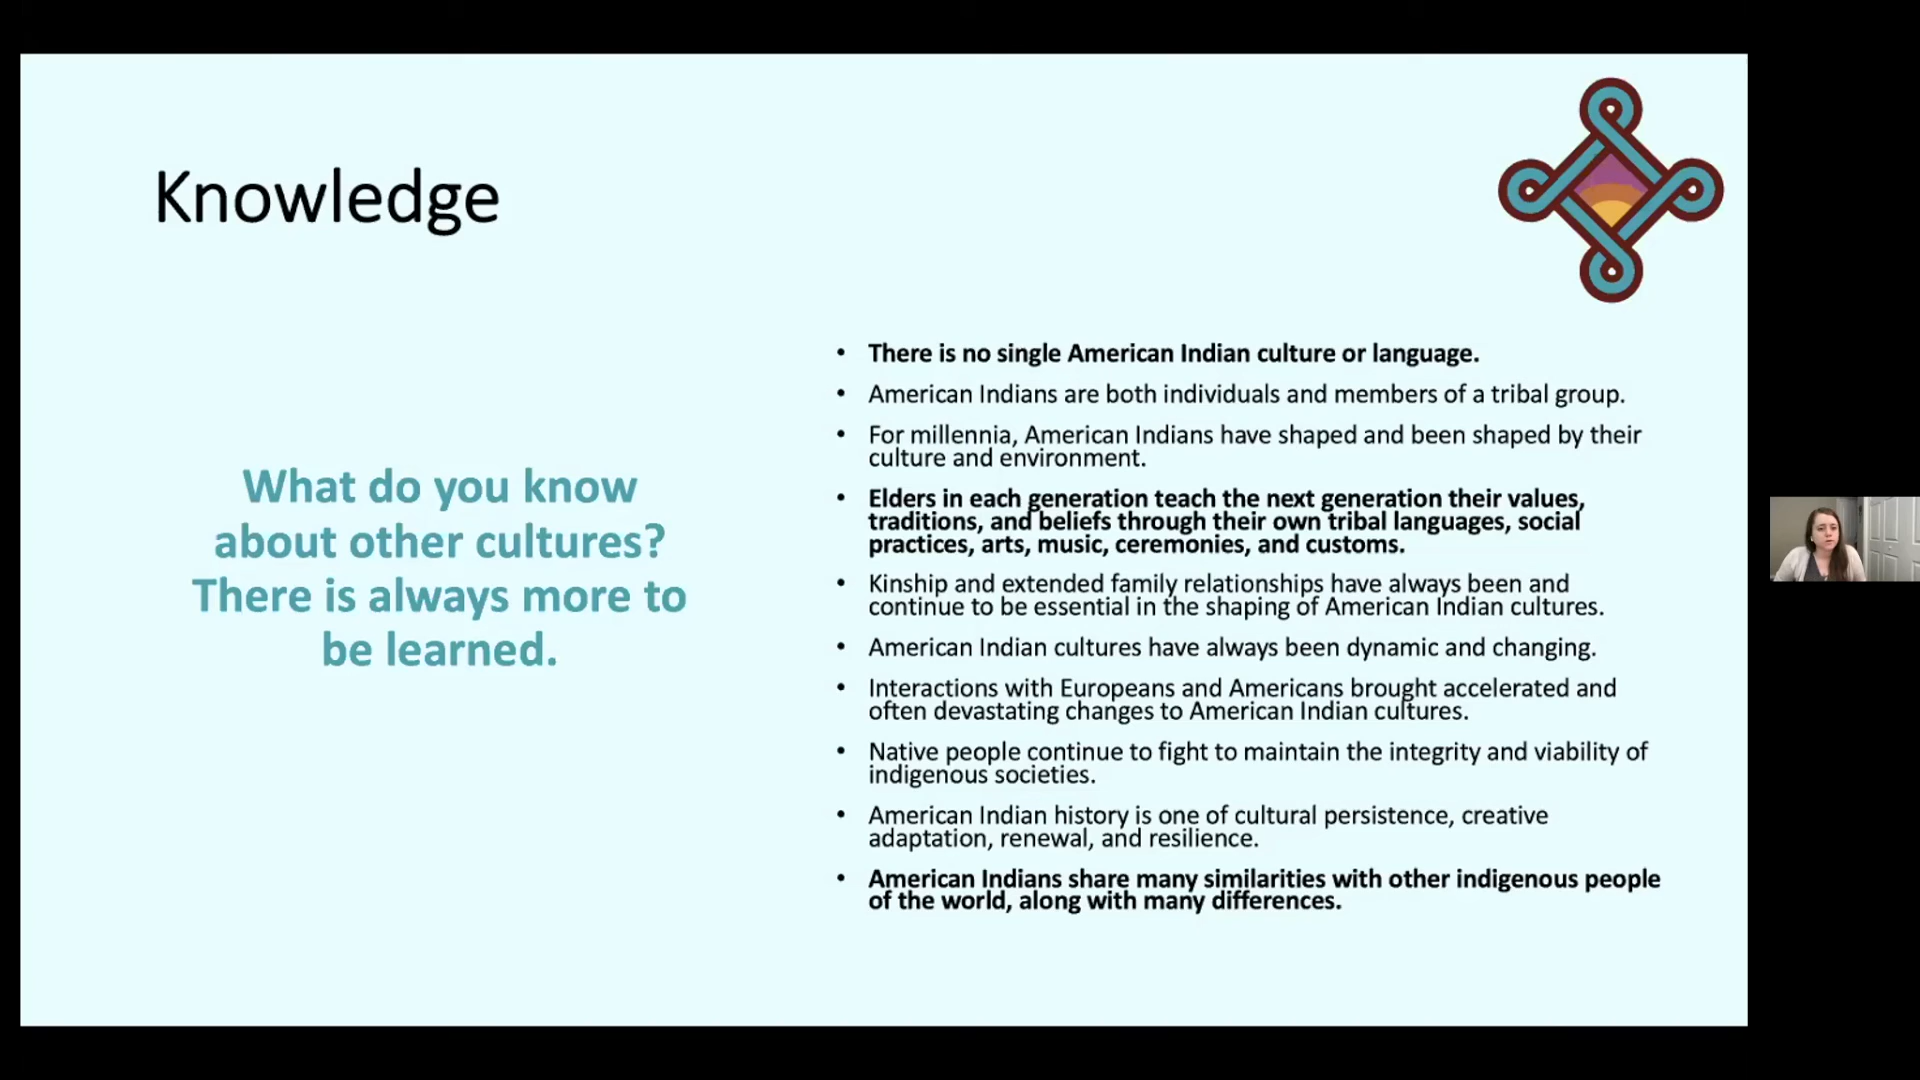 Knowledge
What do you know
about other cultures?
There is always more to
be learned.
• There is no single American Indian culture or language.
• American Indians are both individuals and members of a tribal group.
• For millennia, American Indians have shaped and been shaped by their
culture and environment.
• Elders in each generation teach the next generation their values,
traditions, and beliefs through their own tribal languages, social
practices, arts, music, ceremonies, and customs.
• Kinship and extended family relationships have always been and
continue to be essential in the shaping of American Indian cultures.
• American Indian cultures have always been dynamic and changing.
• Interactions with Europeans and Americans brought accelerated and
often devastating changes to American Indian cultures.
• Native people continue to fight to maintain the integrity and viability of
indigenous societies.
• American Indian history is one of cultural persistence, creative
adaptation, renewal, and resilience.
• American Indians share many similarities with other indigenous people
of the world, along with many differences.